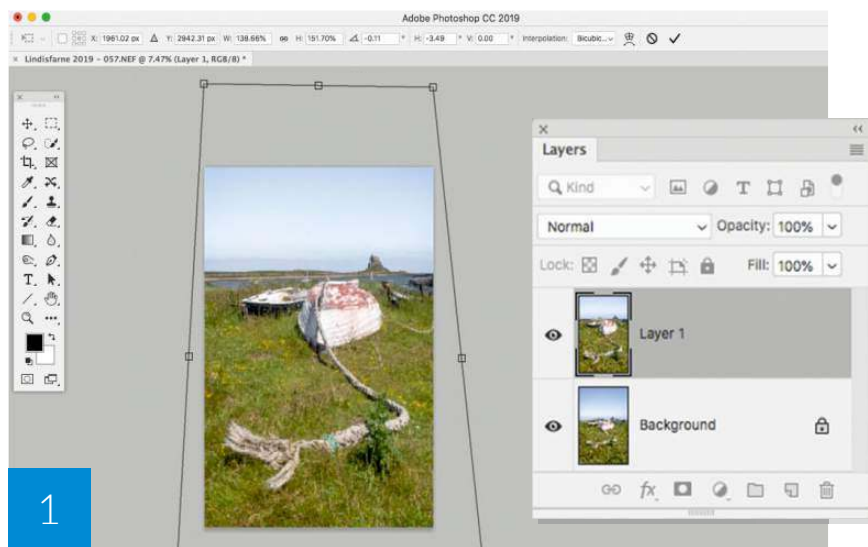 Adobe Photoshop CC 2019
X: 1961.02 px Y: 2942.31 px W: 138.66% H: 151.70% -0.11 ° H: -3.49 ° V: 0.00 ° Interpolation: Bicubic...
× Lindisfarne 2019 - 057.NEF @ 7.47% (Layer 1, RGB/8) *
Layers
Kind
Normal Opacity: 100%
Lock: Fill: 100%
Layer 1
Background
fx
1